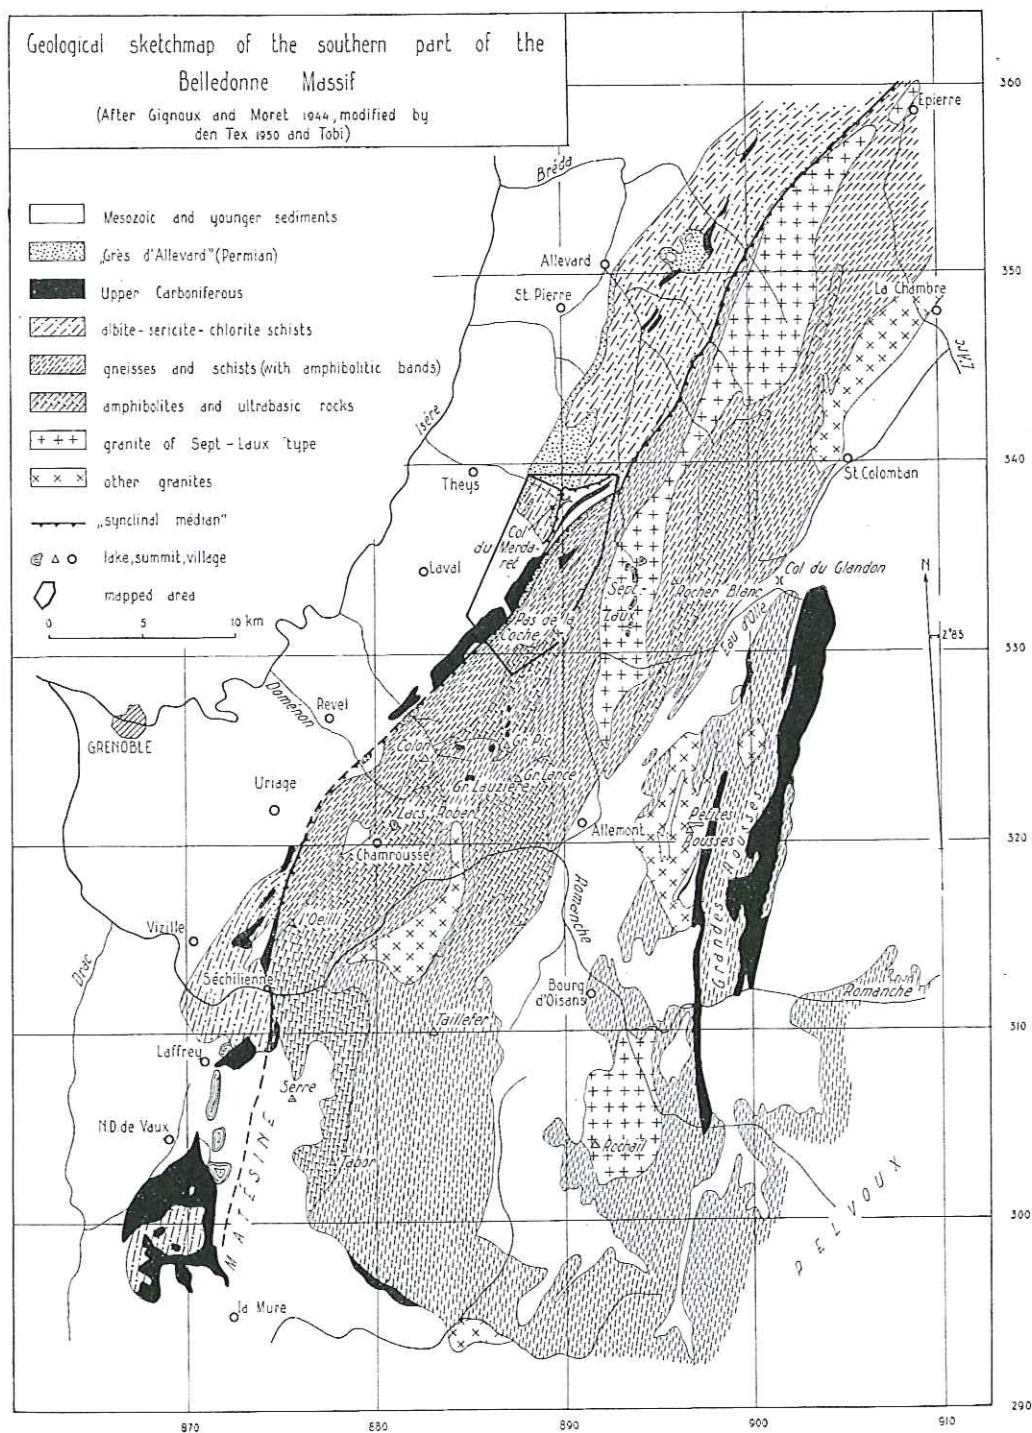 Geological sketchmap of the southern part of the
Belledonne Massif
(After Gignoux and Moret 1944, modified by
den Tex 1950 and Tobi)
Mesozoic and younger sediments
„Grès d'Allevard" (Permian)
Upper Carboniferous
albite-sericite-chlorite schists
gneisses and schists (with amphibolitic bands)
amphibolites and ultrabasic rocks
granite of Sept-Laux type
other granites
„synclinal médian"
lake, summit, village
mapped area
0 5 10 km
360
Epierre
Bréda
Allevard
350
La Chambre
St. Pierre
l'Arc
Isère
340
Theys
St. Colomban
Col
du Merda-
ret
Laval
Col du Glandon
N
Sept-
Laux
Rocher Blanc
Pas de la
Coche
Eau d'Olle
2°85
330
Doménon
Revel
GRENOBLE
Colon
Gr. Lance
Gr. Lauzière
Uriage
Lacs Robert
Allemont
Petites
Rousses
Grandes Rousses
320
Chamrousse
Romanche
l'Oeilly
Vizille
Drac
Séchilienne
Bourg
d'Oisans
Romanche
Taillefer
310
Laffrey
Serre
N.D. de Vaux
Rochail
Tabor
MATESINE
PELVOUX
300
la Mure
290
870 880 890 900 910